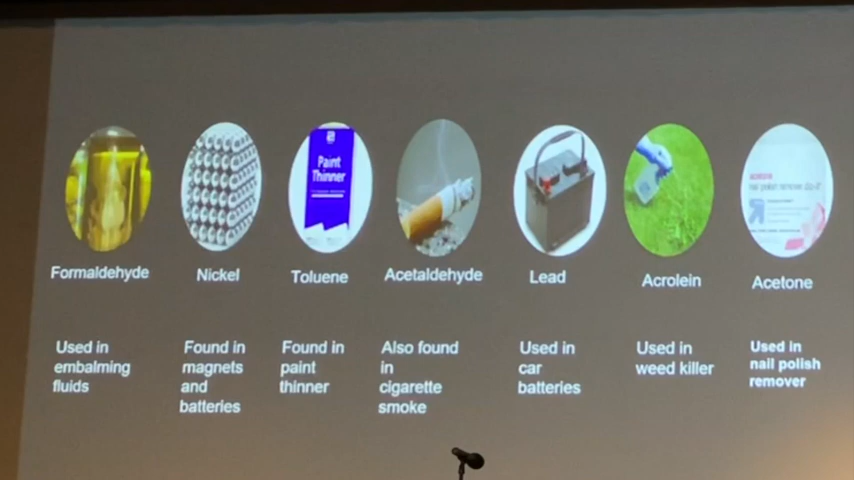 Paint
Thinner
Formaldehyde
Nickel
Toluene
Acetaldehyde
Lead
Acrolein
Acetone
Used in
embalming
fluids
Found in
magnets
and
batteries
Found in
paint
thinner
Also found
in
cigarette
smoke
Used in
car
batteries
Used in
weed killer
Used in
nail polish
remover